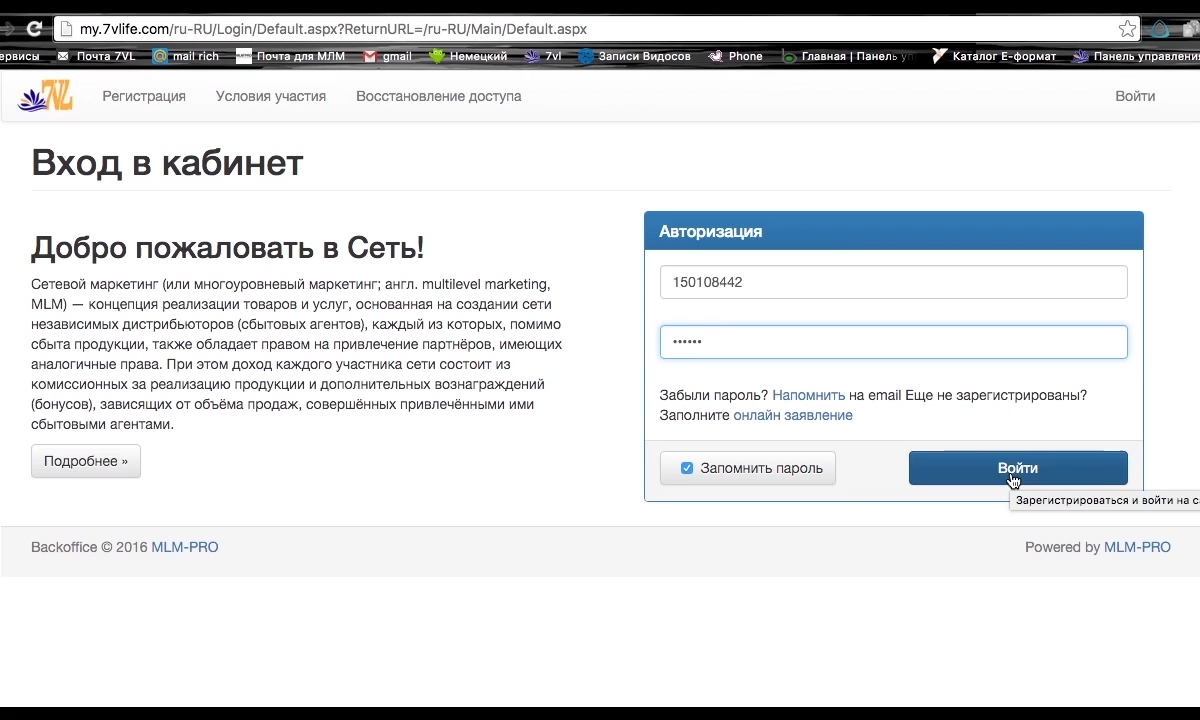 my.7vlife.com/ru-RU/Login/Default.aspx?ReturnURL=/ru-RU/Main/Default.aspx
Почта 7VL mail rich Почта для МЛМ gmail Немецкий 7vl Записи Видосов Phone Главная | Панель Каталог Е-формат Панель
7VL Регистрация Условия участия Восстановление доступа Войти
Вход в кабинет
Добро пожаловать в Сеть!
Сетевой маркетинг (или многоуровневый маркетинг; англ. multilevel marketing,
MLM) — концепция реализации товаров и услуг, основанная на создании сети
независимых дистрибьюторов (сбытовых агентов), каждый из которых, помимо
сбыта продукции, также обладает правом на привлечение партнёров, имеющих
аналогичные права. При этом доход каждого участника сети состоит из
комиссионных за реализацию продукции и дополнительных вознаграждений
(бонусов), зависящих от объёма продаж, совершённых привлечёнными ими
сбытовыми агентами.
Подробнее »
Авторизация
150108442
••••••
Забыли пароль? Напомнить на email Еще не зарегистрированы?
Заполните онлайн заявление
Запомнить пароль Войти
Зарегистрироваться и войти на
Backoffice © 2016 MLM-PRO
Powered by MLM-PRO